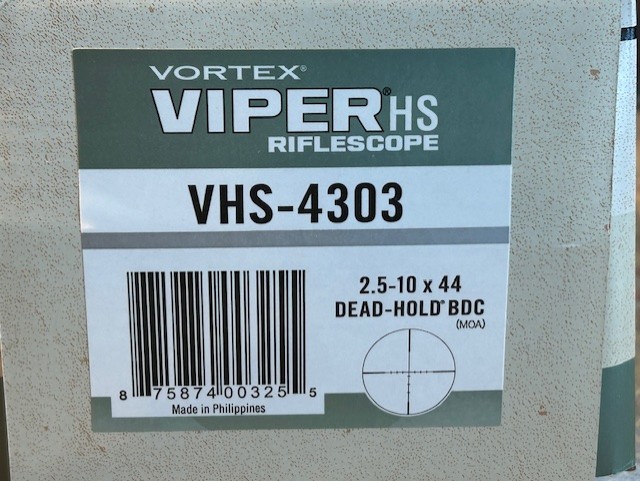 VORTEX®
VIPER® HS
RIFLESCOPE
VHS-4303
2.5-10 x 44
DEAD-HOLD® BDC
(MOA)
8 75874 00325 5
Made in Philippines